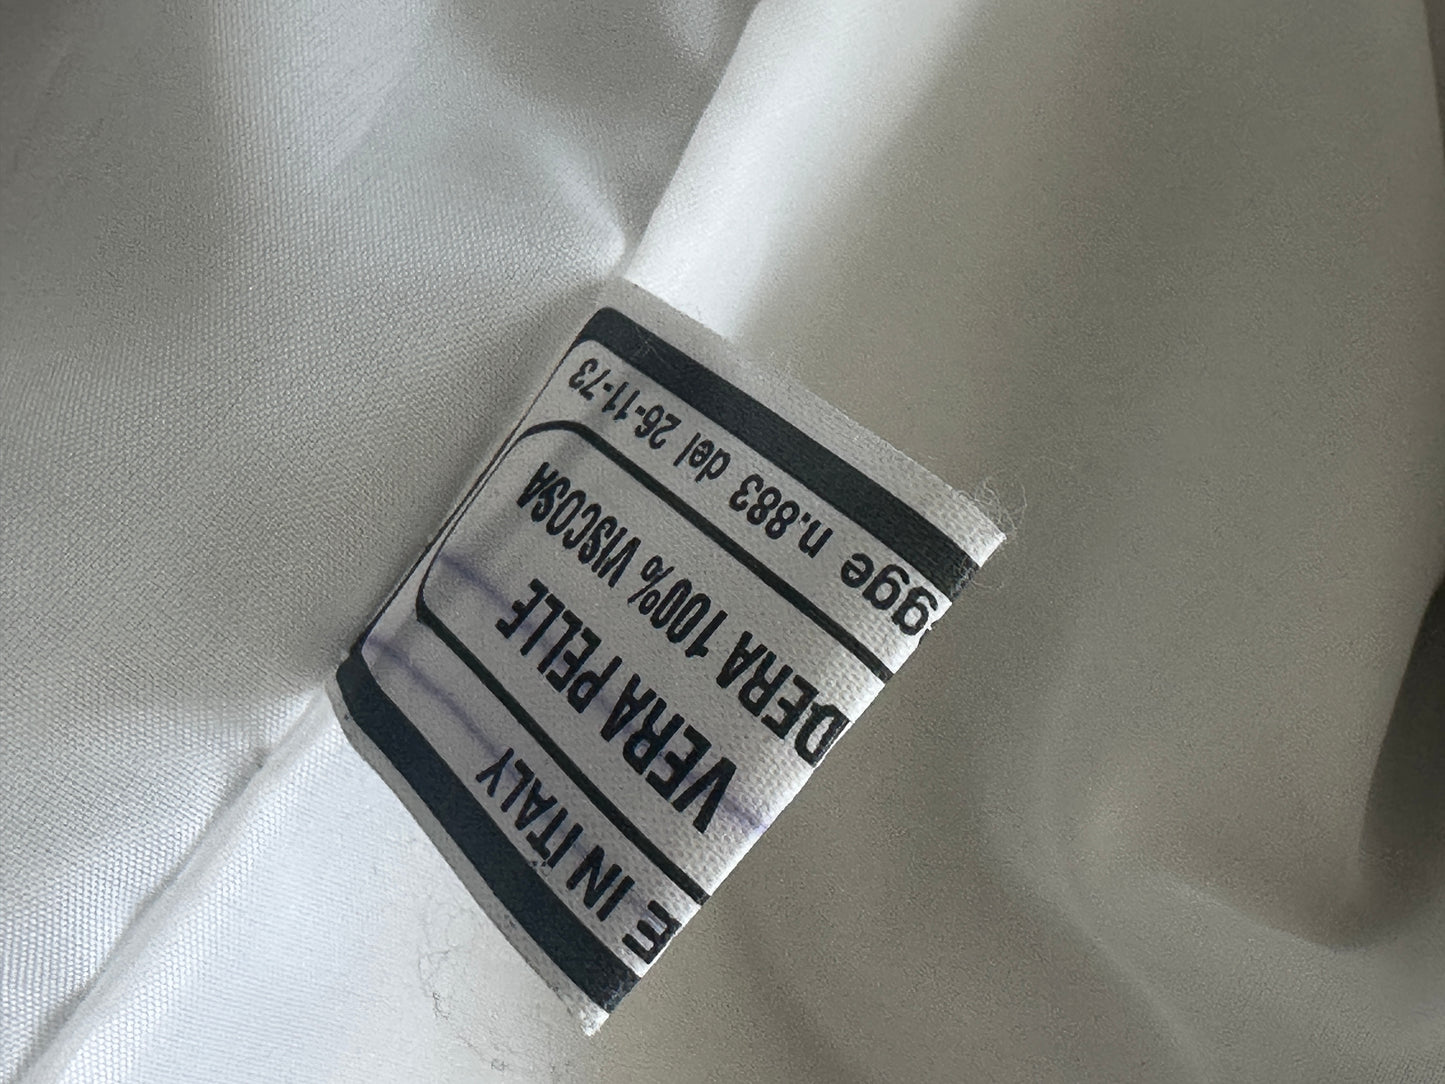 E IN ITALY
VERA PELLE
DERA 100% VISCOSA
gge n.883 del 26-11-73